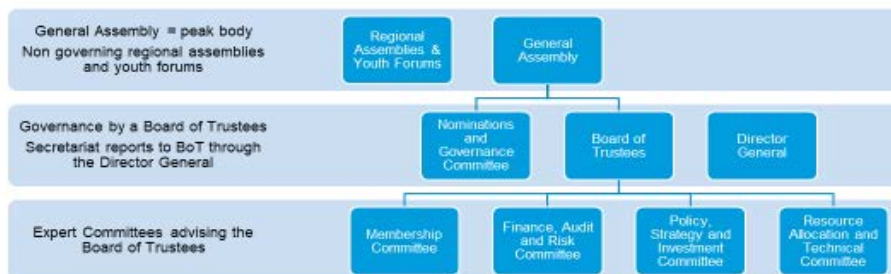 General Assembly = peak body
Non governing regional assemblies
and youth forums
Regional
Assemblies &
Youth Forums
General
Assembly
Governance by a Board of Trustees
Secretariat reports to BoT through
the Director General
Nominations
and
Governance
Committee
Board of
Trustees
Director
General
Expert Committees advising the
Board of Trustees
Membership
Committee
Finance, Audit
and Risk
Committee
Policy,
Strategy and
Investment
Committee
Resource
Allocation and
Technical
Committee